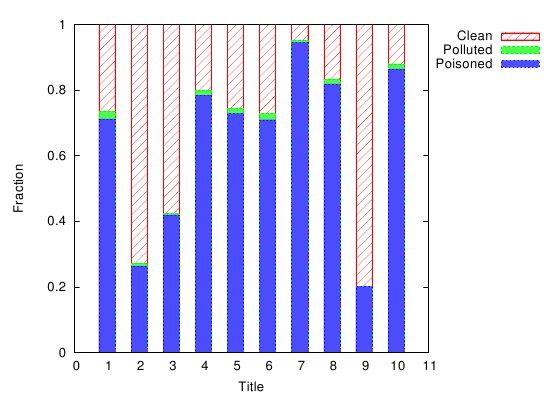 Clean
Polluted
Poisoned
1
0.8
0.6
0.4
0.2
0
Fraction
0 1 2 3 4 5 6 7 8 9 10 11
Title